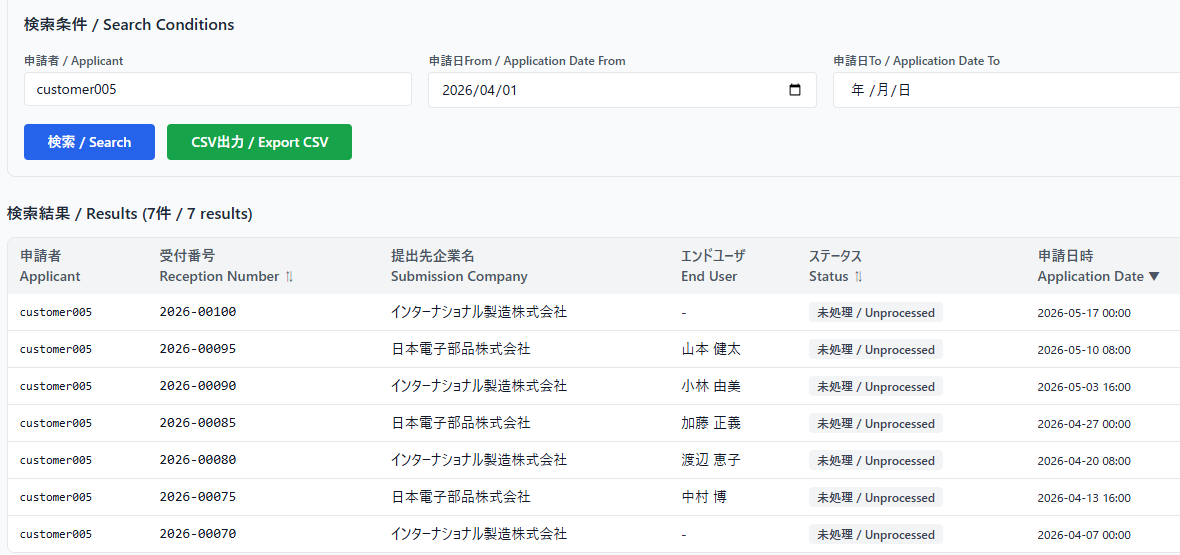 検索条件 / Search Conditions
申請者 / Applicant 申請日From / Application Date From 申請日To / Application Date To
customer005 2026/04/01 年 /月/日
検索 / Search CSV出力 / Export CSV
検索結果 / Results (7件 / 7 results)
申請者 受付番号 提出先企業名 エンドユーザ ステータス 申請日時
Applicant Reception Number ⇅ Submission Company End User Status ⇅ Application Date ▼
customer005 2026-00100 インターナショナル製造株式会社 - 未処理 / Unprocessed 2026-05-17 00:00
customer005 2026-00095 日本電子部品株式会社 山本 健太 未処理 / Unprocessed 2026-05-10 08:00
customer005 2026-00090 インターナショナル製造株式会社 小林 由美 未処理 / Unprocessed 2026-05-03 16:00
customer005 2026-00085 日本電子部品株式会社 加藤 正義 未処理 / Unprocessed 2026-04-27 00:00
customer005 2026-00080 インターナショナル製造株式会社 渡辺 恵子 未処理 / Unprocessed 2026-04-20 08:00
customer005 2026-00075 日本電子部品株式会社 中村 博 未処理 / Unprocessed 2026-04-13 16:00
customer005 2026-00070 インターナショナル製造株式会社 - 未処理 / Unprocessed 2026-04-07 00:00